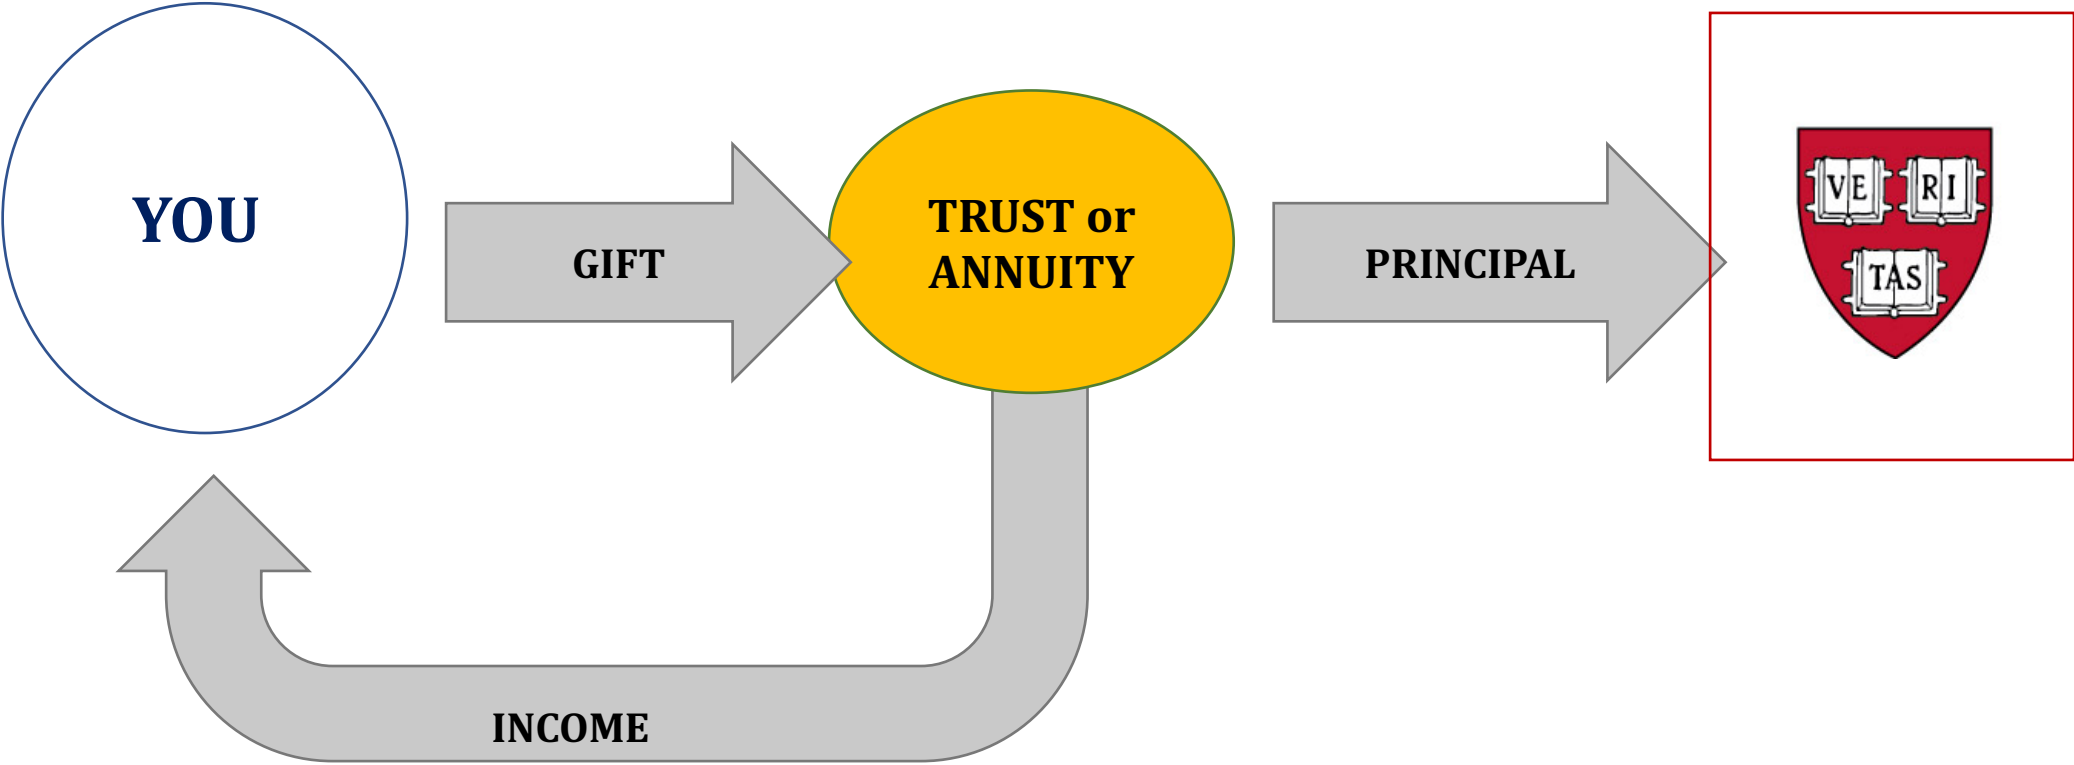 YOU
GIFT
TRUST or
ANNUITY
PRINCIPAL
VE RI
TAS
INCOME